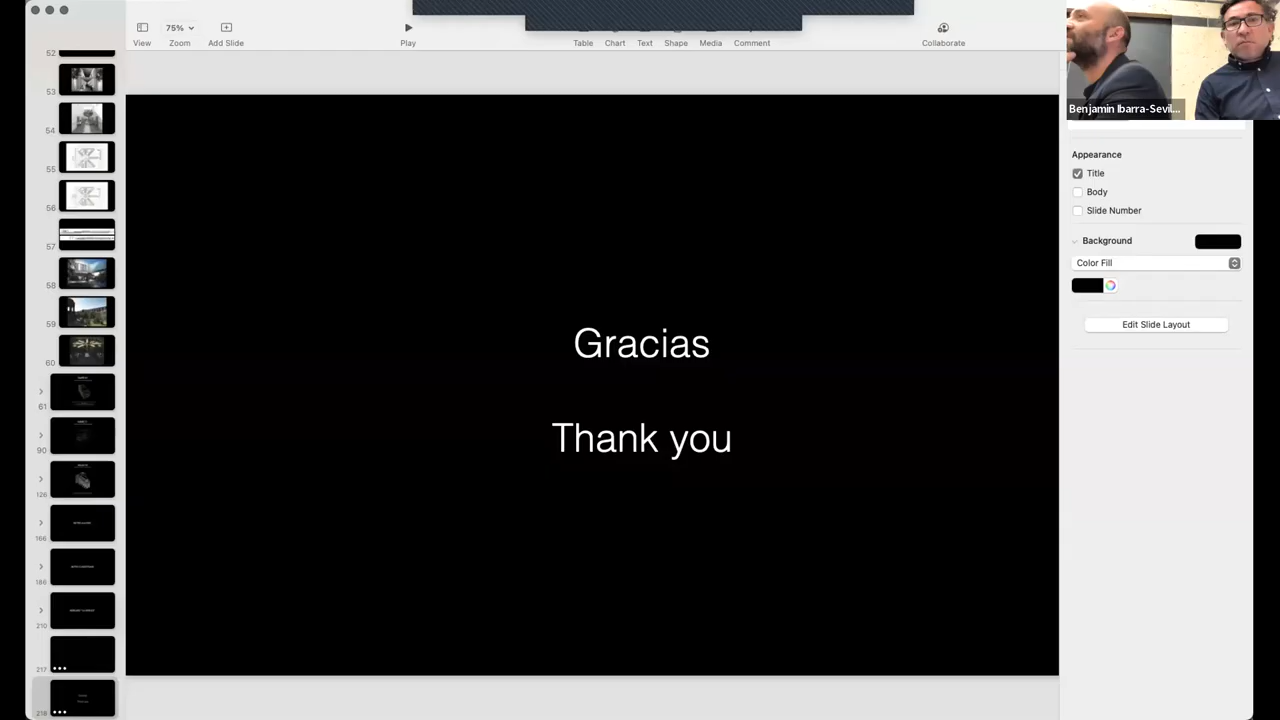 75%
View
Zoom
Add Slide
Play
Table
Chart
Text
Shape
Media
Comment
Collaborate
Benjamin Ibarra-Sevil...
52
53
54
55
56
57
58
59
60
61
90
126
166
186
210
217
218
Gracias
Thank you
Appearance
Title
Body
Slide Number
Background
Color Fill
Edit Slide Layout